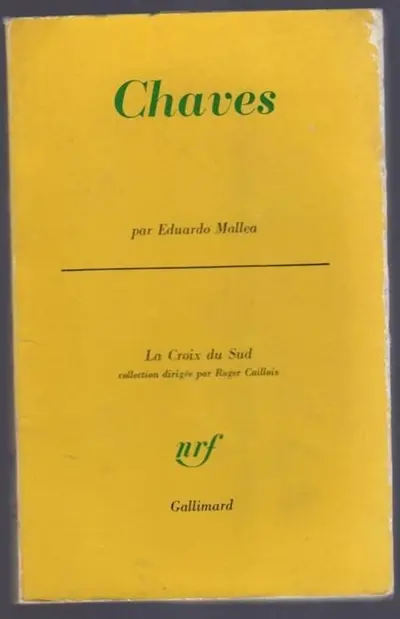 Chaves
par Eduardo Mallea
La Croix du Sud
collection dirigée par Roger Caillois
nrf
Gallimard